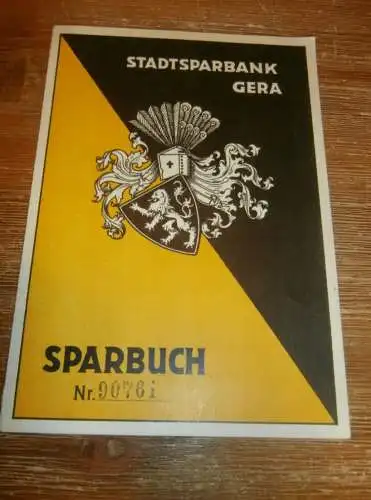 STADTSPARBANK
GERA
SPARBUCH
Nr. 90761